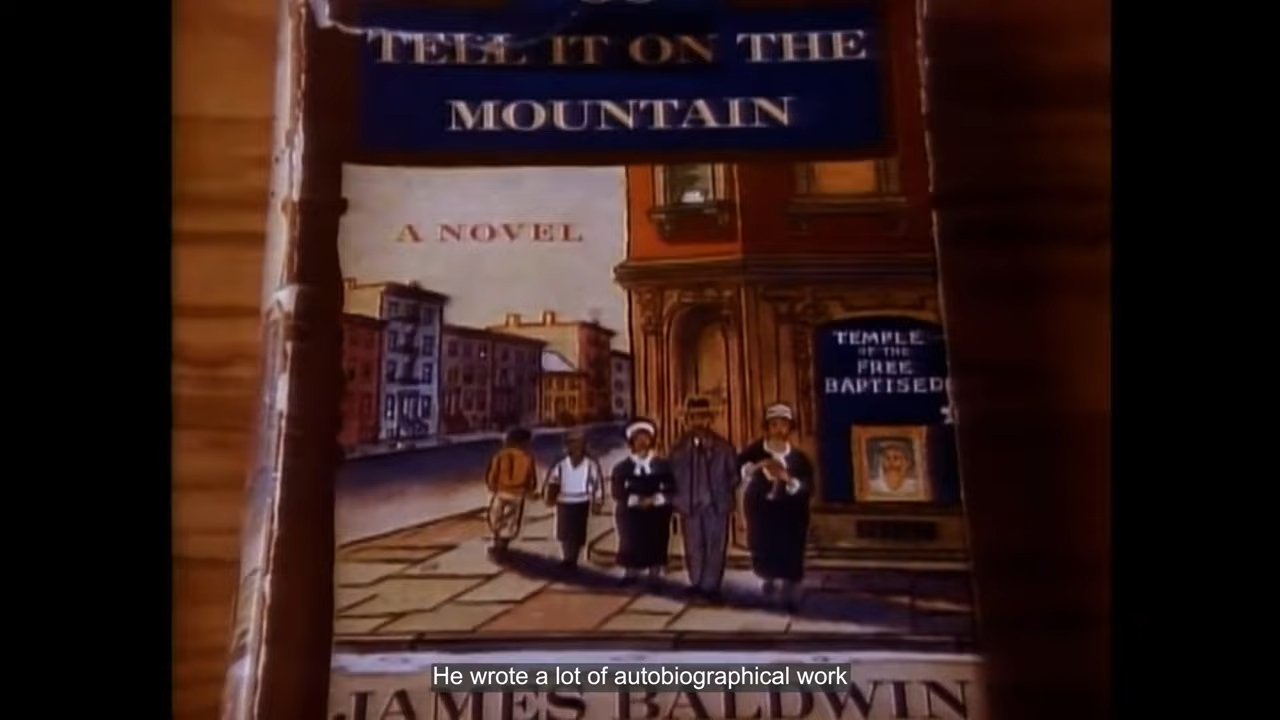 TELL IT ON THE
MOUNTAIN
A NOVEL
TEMPLE
OF THE
FREE
BAPTISED
He wrote a lot of autobiographical work
JAMES BALDWIN